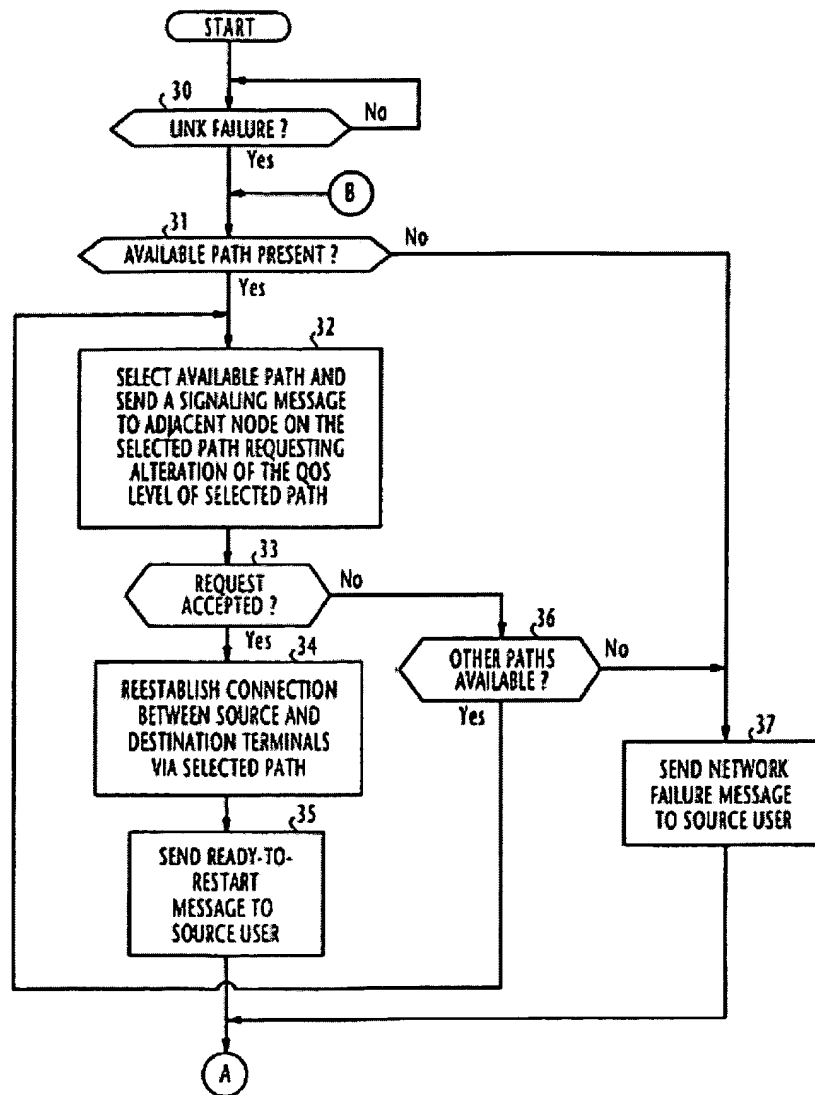 START
30
LINK FAILURE ?
No
Yes
B
31
AVAILABLE PATH PRESENT ?
No
Yes
32
SELECT AVAILABLE PATH AND
SEND A SIGNALING MESSAGE
TO ADJACENT NODE ON THE
SELECTED PATH REQUESTING
ALTERATION OF THE QOS
LEVEL OF SELECTED PATH
33
REQUEST
ACCEPTED ?
No
Yes
36
OTHER PATHS
AVAILABLE ?
No
Yes
34
REESTABLISH CONNECTION
BETWEEN SOURCE AND
DESTINATION TERMINALS
VIA SELECTED PATH
37
SEND NETWORK
FAILURE MESSAGE
TO SOURCE USER
35
SEND READY-TO-
RESTART
MESSAGE TO
SOURCE USER
A